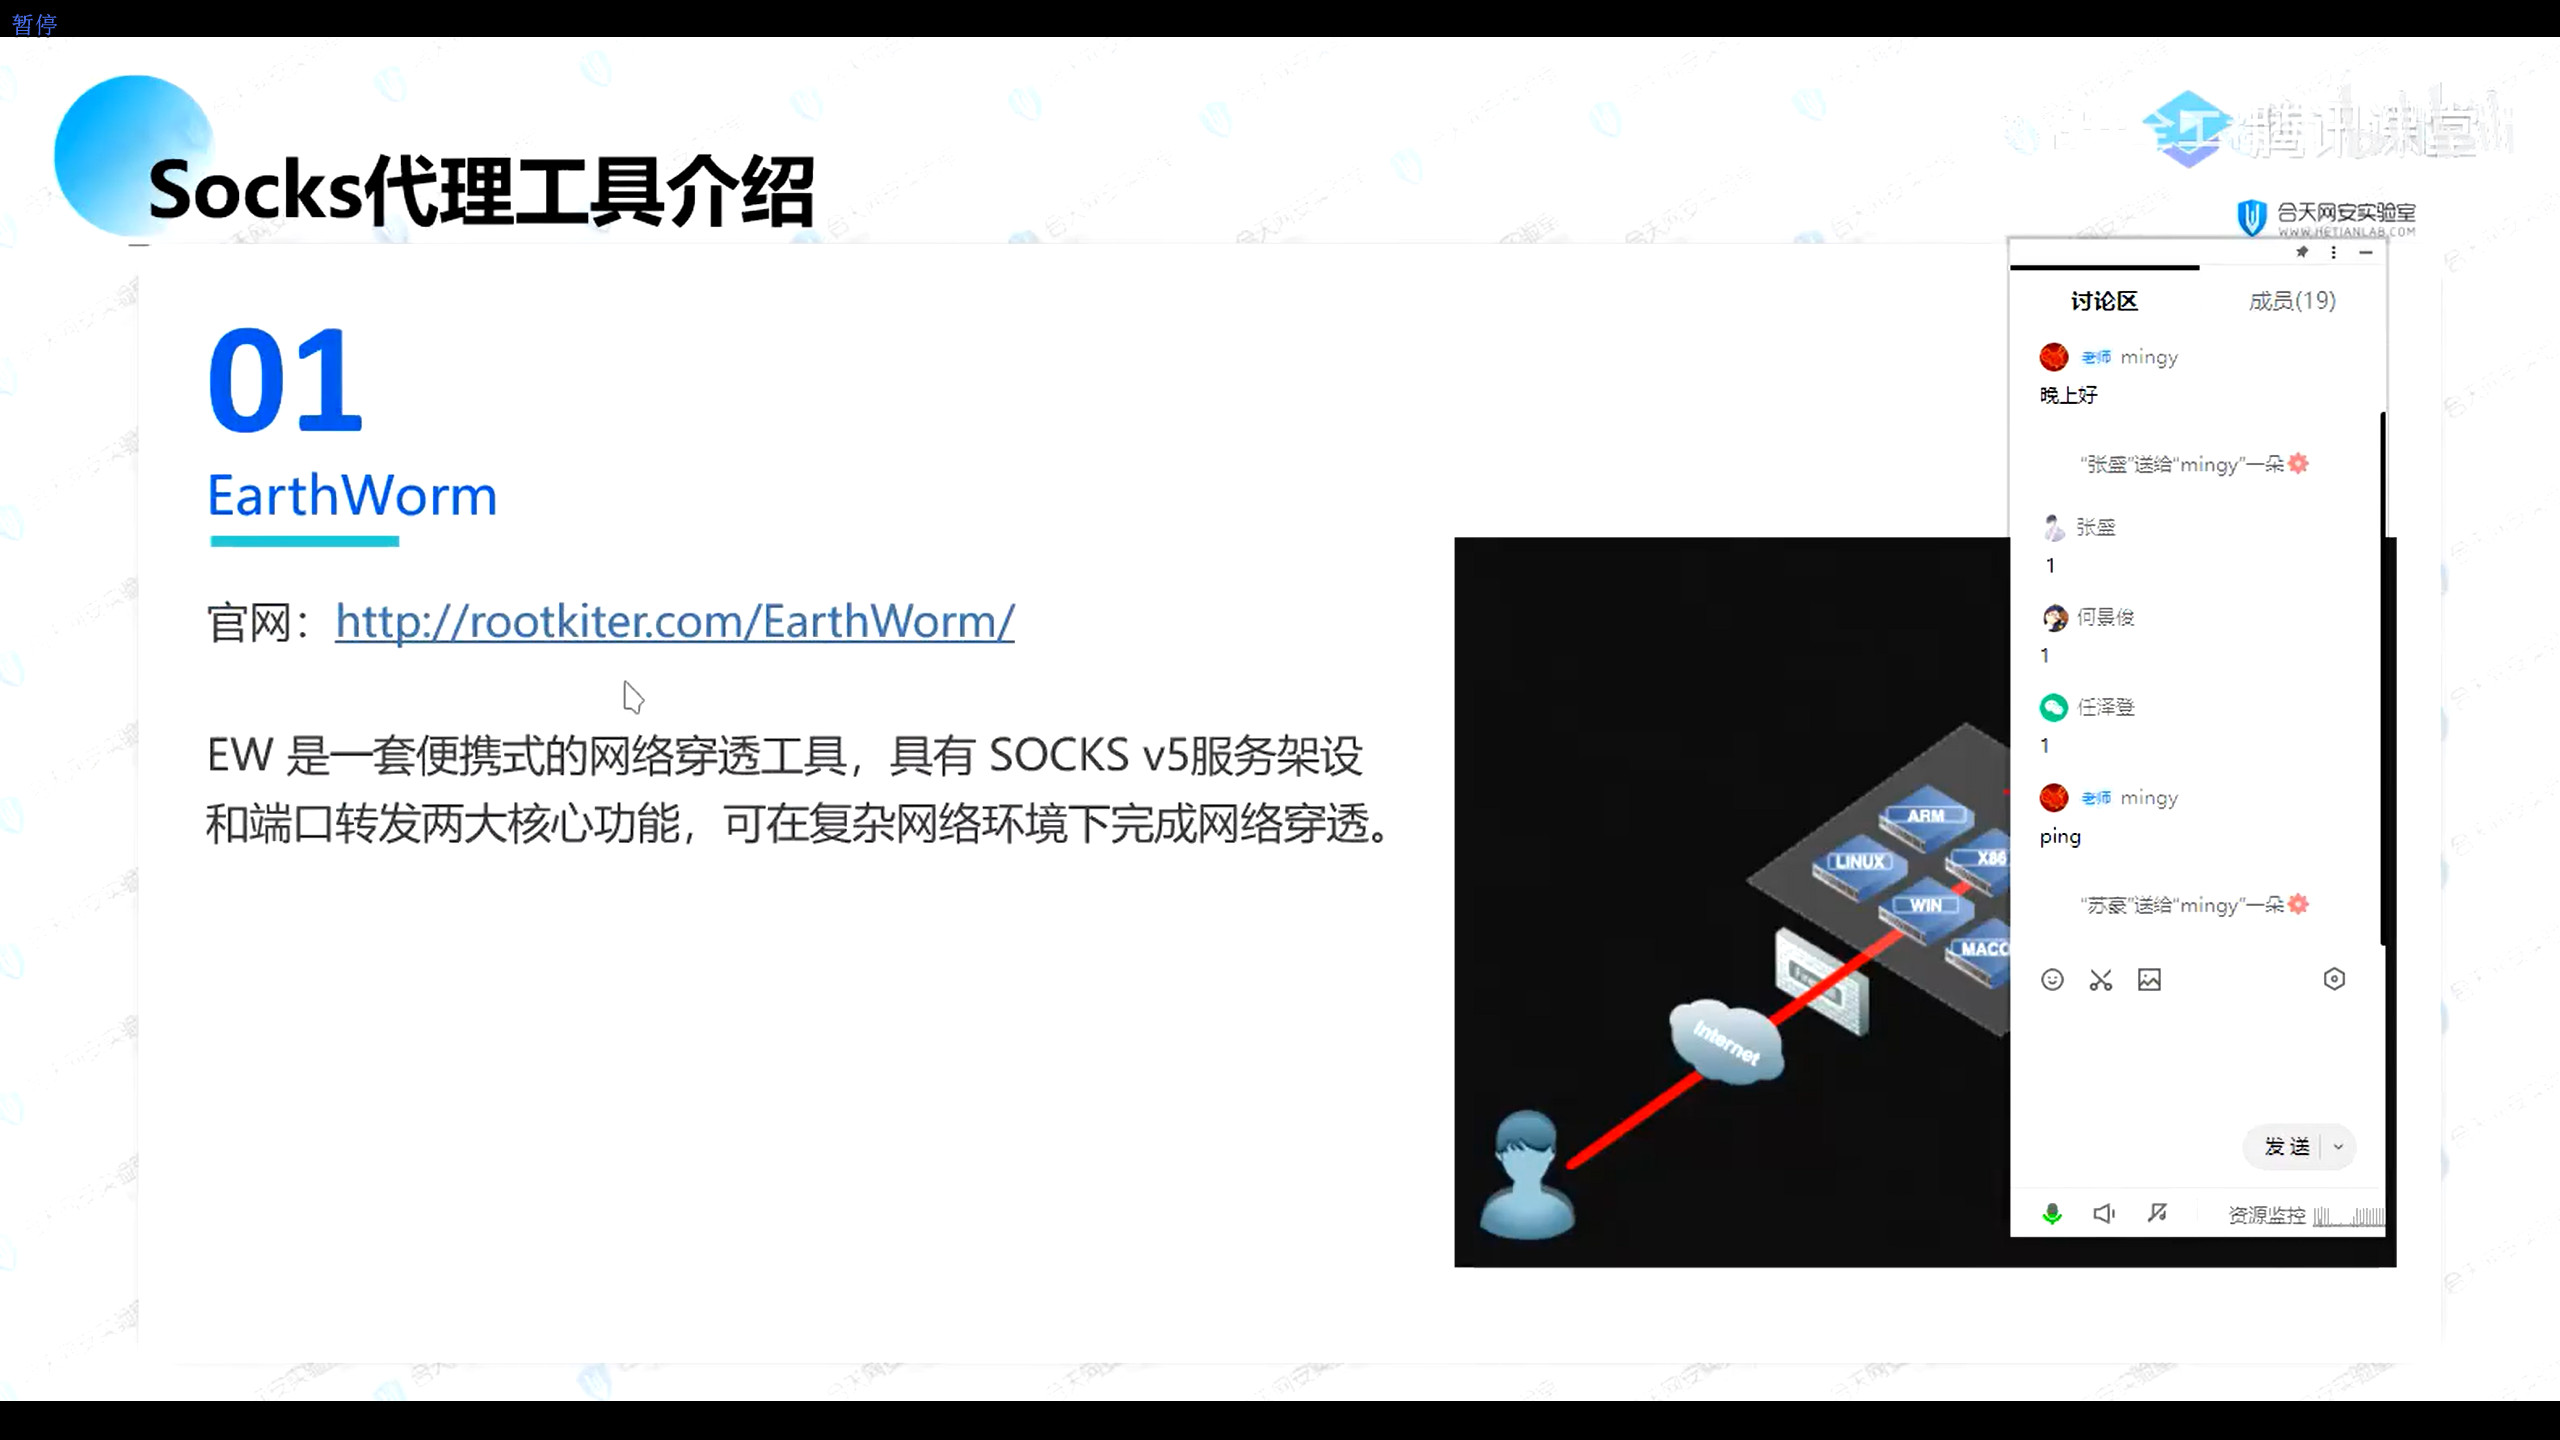 暂停
腾讯课堂
Socks代理工具介绍
合天网安实验室
WWW.HETIANLAB.COM
01
EarthWorm
官网：http://rootkiter.com/EarthWorm/
EW 是一套便携式的网络穿透工具，具有 SOCKS v5服务架设
和端口转发两大核心功能，可在复杂网络环境下完成网络穿透。
ARM
LINUX
X86
WIN
MACO
Internet
讨论区
成员(19)
老师 mingy
晚上好
“张盛”送给“mingy”一朵
张盛
1
何景俊
1
任泽登
1
老师 mingy
ping
“苏豪”送给“mingy”一朵
发 送
资源监控